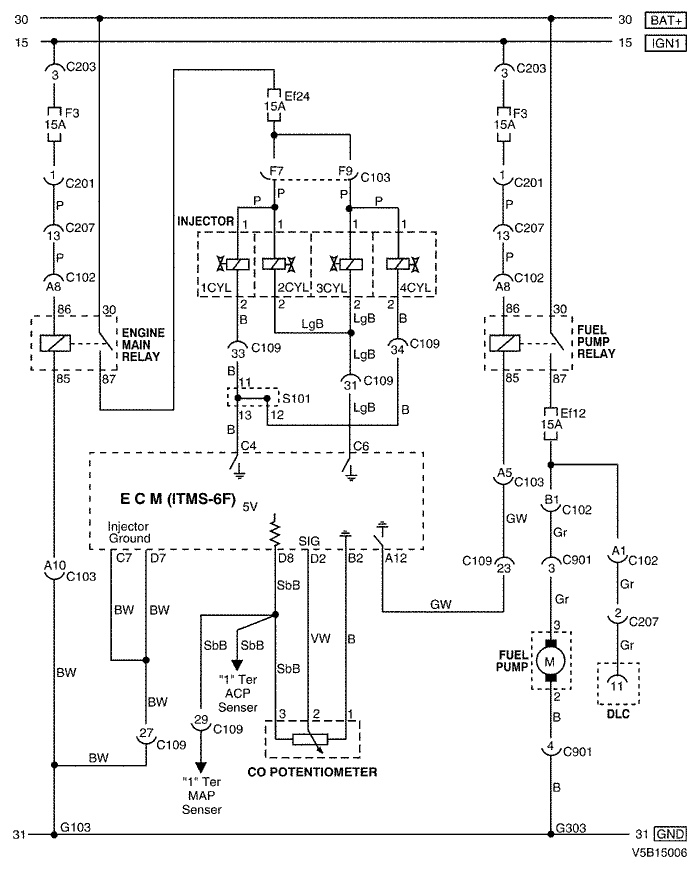 30 30 BAT+
15 15 IGN1
3 C203 3 C203
Ef24
15A
F3 F3
15A 15A
F7 F9 C103
1 C201 1 C201
P P P P P P
INJECTOR 1 1 1 1
13 C207 13 C207
P P
A8 C102 A8 C102
1CYL 2CYL 3CYL 4CYL
2 2 2 2
86 30 86 30
B LgB LgB B
ENGINE
MAIN
RELAY
FUEL
PUMP
RELAY
33 C109 LgB 34 C109
85 87 85 87
B 11 31 C109
S101
13 12 LgB B
B
Ef12
15A
C4 C6
E C M (ITMS-6F)
5V
A5 C103
B1 C102
GW Gr
Injector
Ground
SIG
C7 D7 D8 D2 B2 A12
A10 C103
C109 23 3 C901
A1 C102
SbB
BW BW GW Gr Gr
2 C207
SbB SbB VW B
3 Gr
FUEL
PUMP
M
BW SbB
"1" Ter
ACP
Sensor
11
DLC
2
BW
29 C109
3 2 1
B
27 C109
4 C901
BW
CO POTENTIOMETER
"1" Ter
MAP
Sensor
B
31 G103 G303 31 GND
V5B15006